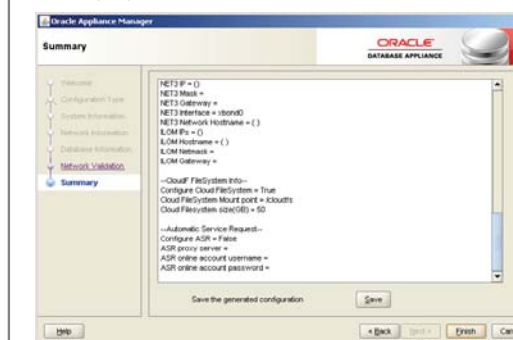 Oracle Appliance Manager
Summary
ORACLE
DATABASE APPLIANCE
Welcome
Configuration Type
System Information
Network Information
Database Information
Network Validation
Summary
NET3 IP = ()
NET3 Mask =
NET3 Gateway =
NET3 Interface = xbond0
NET3 Network Hostname = ( )
ILOM IPs = ()
ILOM Hostname = ( )
ILOM Netmask =
ILOM Gateway =
--CloudF FileSystem Info--
Configure Cloud FileSystem = True
Cloud FileSystem Mount point = /cloudfs
Cloud Filesystem size(GB) = 50
--Automatic Service Request--
Configure ASR = False
ASR proxy server =
ASR online account username =
ASR online account password =
Save the generated configuration
Save
Help
< Back
Next >
Finish
Can